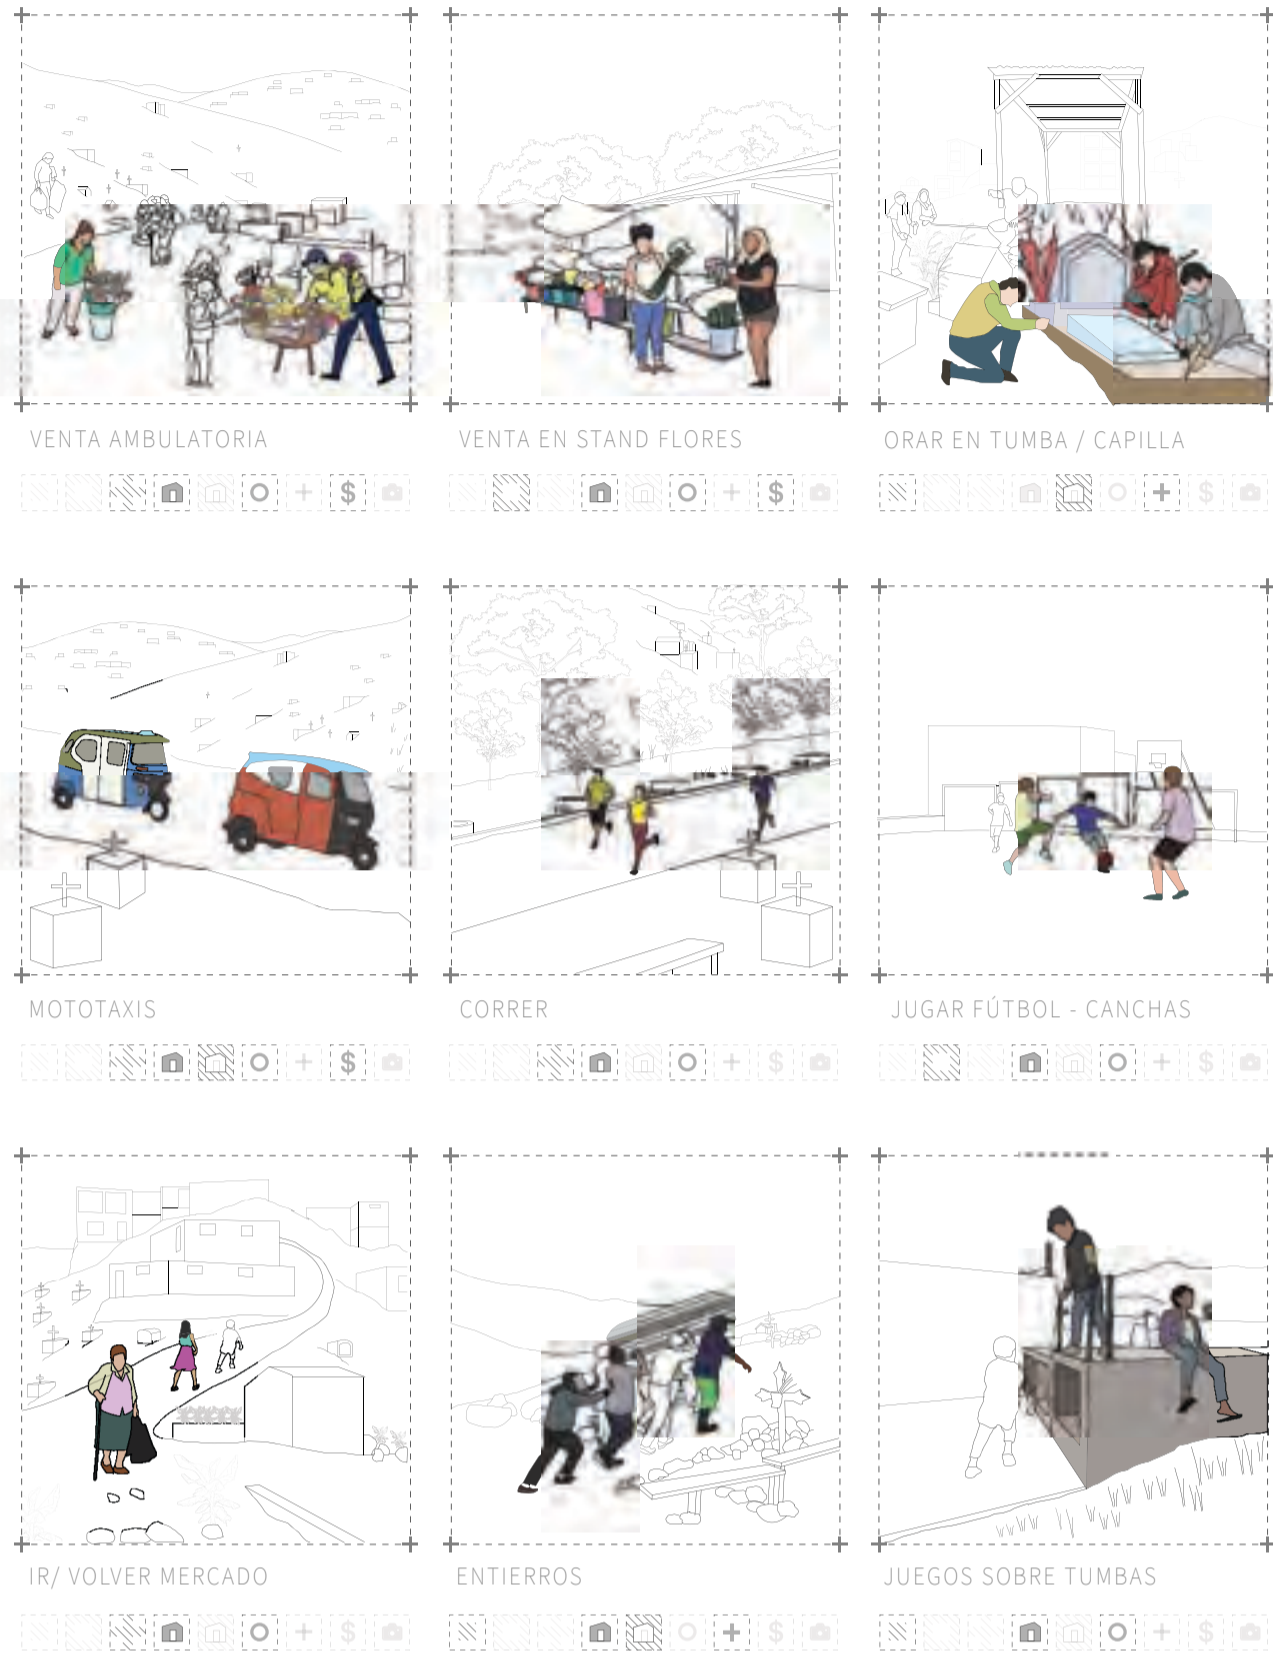 VENTA AMBULATORIA
VENTA EN STAND FLORES
ORAR EN TUMBA / CAPILLA
$
$
$
MOTOTAXIS
CORRER
JUGAR FÚTBOL - CANCHAS
$
$
$
IR/ VOLVER MERCADO
ENTIERROS
JUEGOS SOBRE TUMBAS
$
$
$